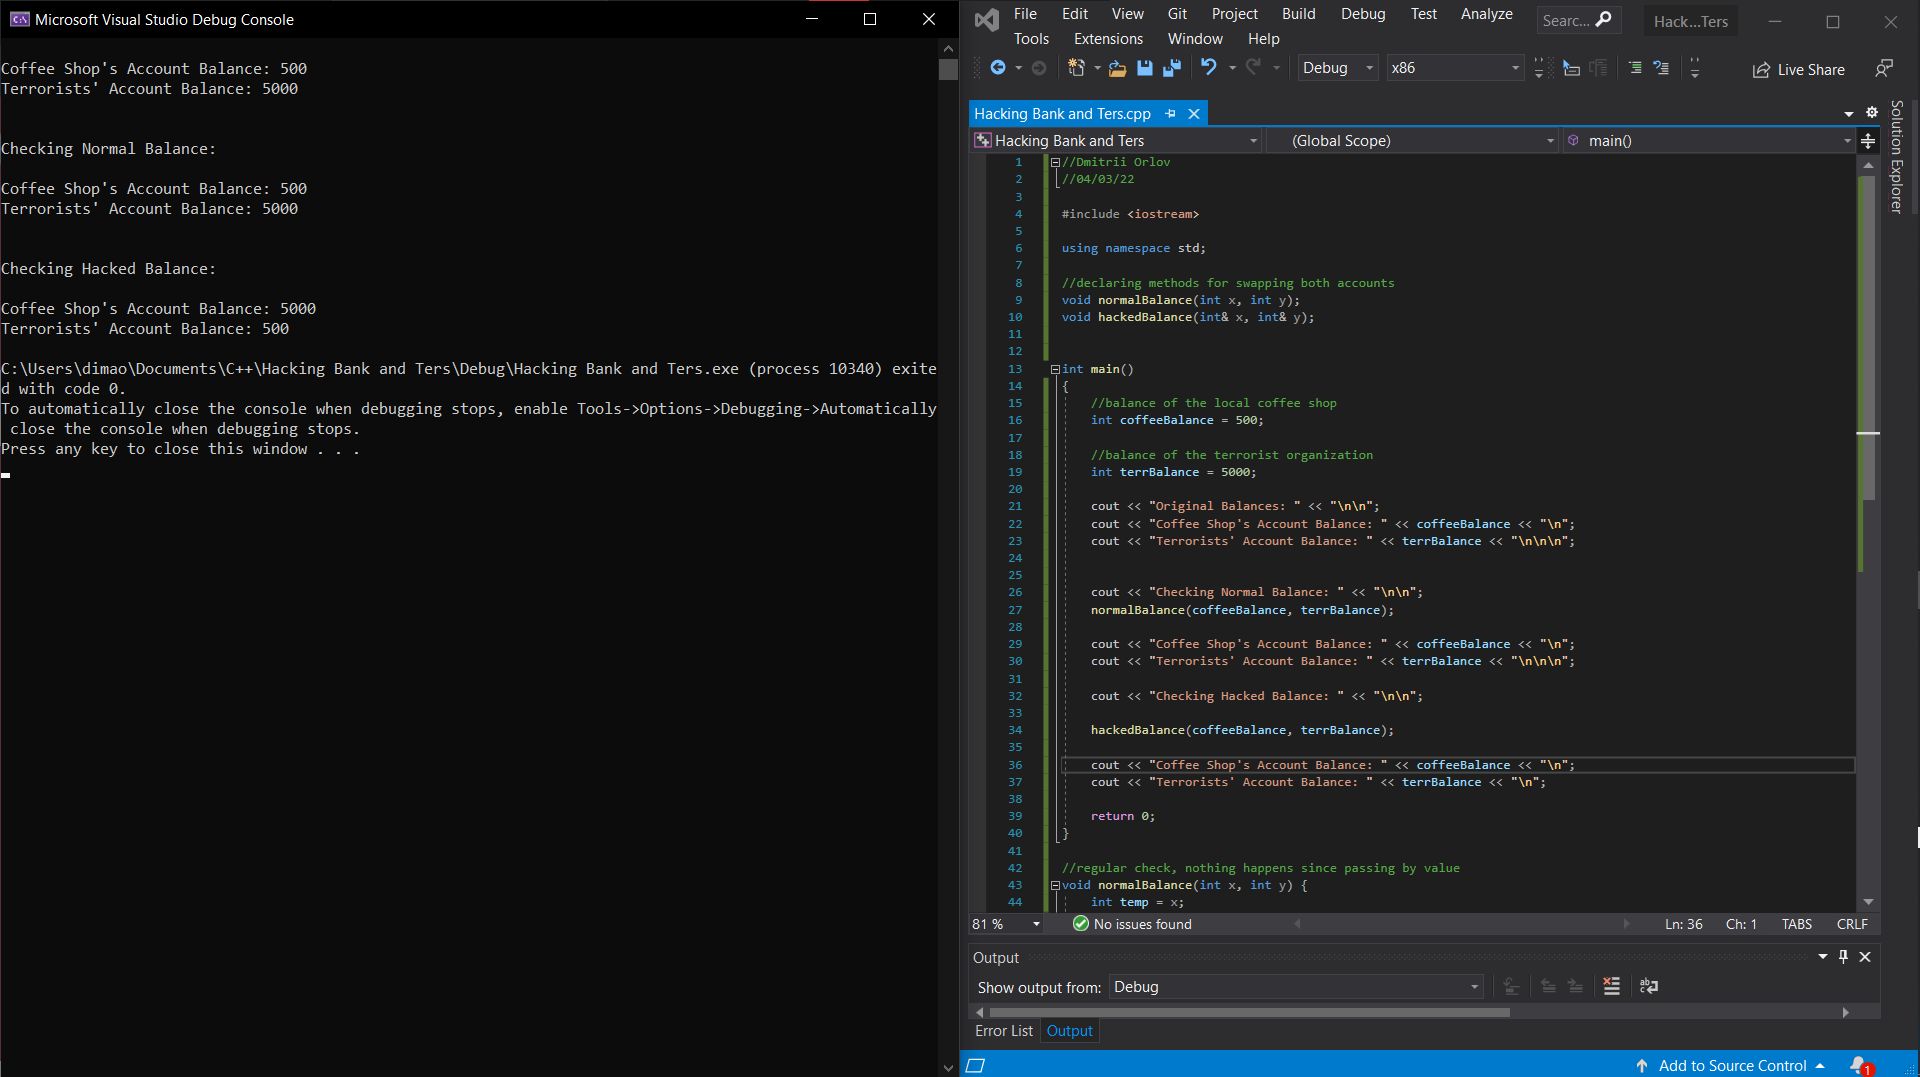 Microsoft Visual Studio Debug Console
Coffee Shop's Account Balance: 500
Terrorists' Account Balance: 5000
Checking Normal Balance:
Coffee Shop's Account Balance: 500
Terrorists' Account Balance: 5000
Checking Hacked Balance:
Coffee Shop's Account Balance: 5000
Terrorists' Account Balance: 500
C:\Users\dimao\Documents\C++\Hacking Bank and Ters\Debug\Hacking Bank and Ters.exe (process 10340) exite
d with code 0.
To automatically close the console when debugging stops, enable Tools->Options->Debugging->Automatically
 close the console when debugging stops.
Press any key to close this window . . .
File Edit View Git Project Build Debug Test Analyze Searc... Hack...Ters
Tools Extensions Window Help
Debug x86 Live Share
Hacking Bank and Ters.cpp
Hacking Bank and Ters (Global Scope) main()
Solution Explorer
1 //Dmitrii Orlov
2 //04/03/22
3
4 #include <iostream>
5
6 using namespace std;
7
8 //declaring methods for swapping both accounts
9 void normalBalance(int x, int y);
10 void hackedBalance(int& x, int& y);
11
12
13 int main()
14 {
15 //balance of the local coffee shop
16 int coffeeBalance = 500;
17
18 //balance of the terrorist organization
19 int terrBalance = 5000;
20
21 cout << "Original Balances: " << "\n\n";
22 cout << "Coffee Shop's Account Balance: " << coffeeBalance << "\n";
23 cout << "Terrorists' Account Balance: " << terrBalance << "\n\n\n";
24
25
26 cout << "Checking Normal Balance: " << "\n\n";
27 normalBalance(coffeeBalance, terrBalance);
28
29 cout << "Coffee Shop's Account Balance: " << coffeeBalance << "\n";
30 cout << "Terrorists' Account Balance: " << terrBalance << "\n\n\n";
31
32 cout << "Checking Hacked Balance: " << "\n\n";
33
34 hackedBalance(coffeeBalance, terrBalance);
35
36 cout << "Coffee Shop's Account Balance: " << coffeeBalance << "\n";
37 cout << "Terrorists' Account Balance: " << terrBalance << "\n";
38
39 return 0;
40 }
41
42 //regular check, nothing happens since passing by value
43 void normalBalance(int x, int y) {
44 int temp = x;
81 % No issues found Ln: 36 Ch: 1 TABS CRLF
Output
Show output from: Debug
Error List Output
Add to Source Control 1